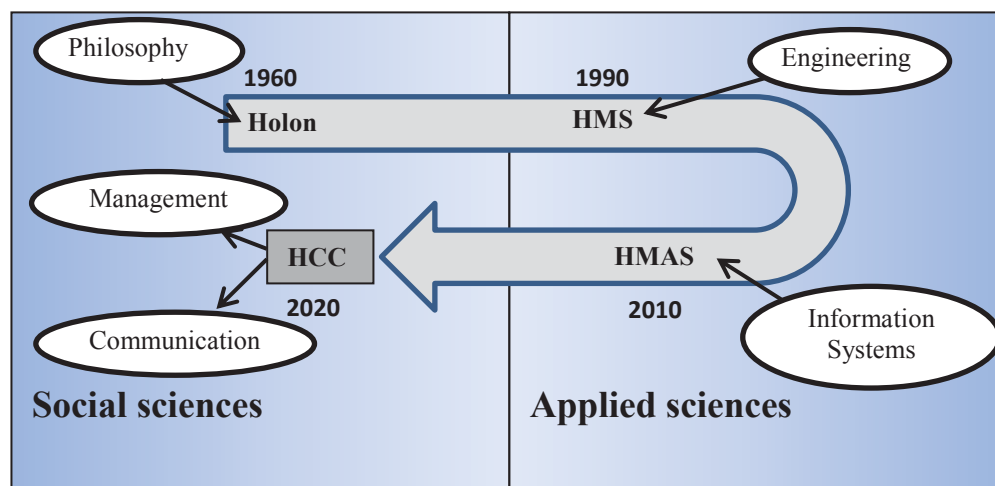 Philosophy
Engineering
1960
1990
Holon
HMS
Management
HCC
HMAS
2020
2010
Communication
Information
Systems
Social sciences
Applied sciences